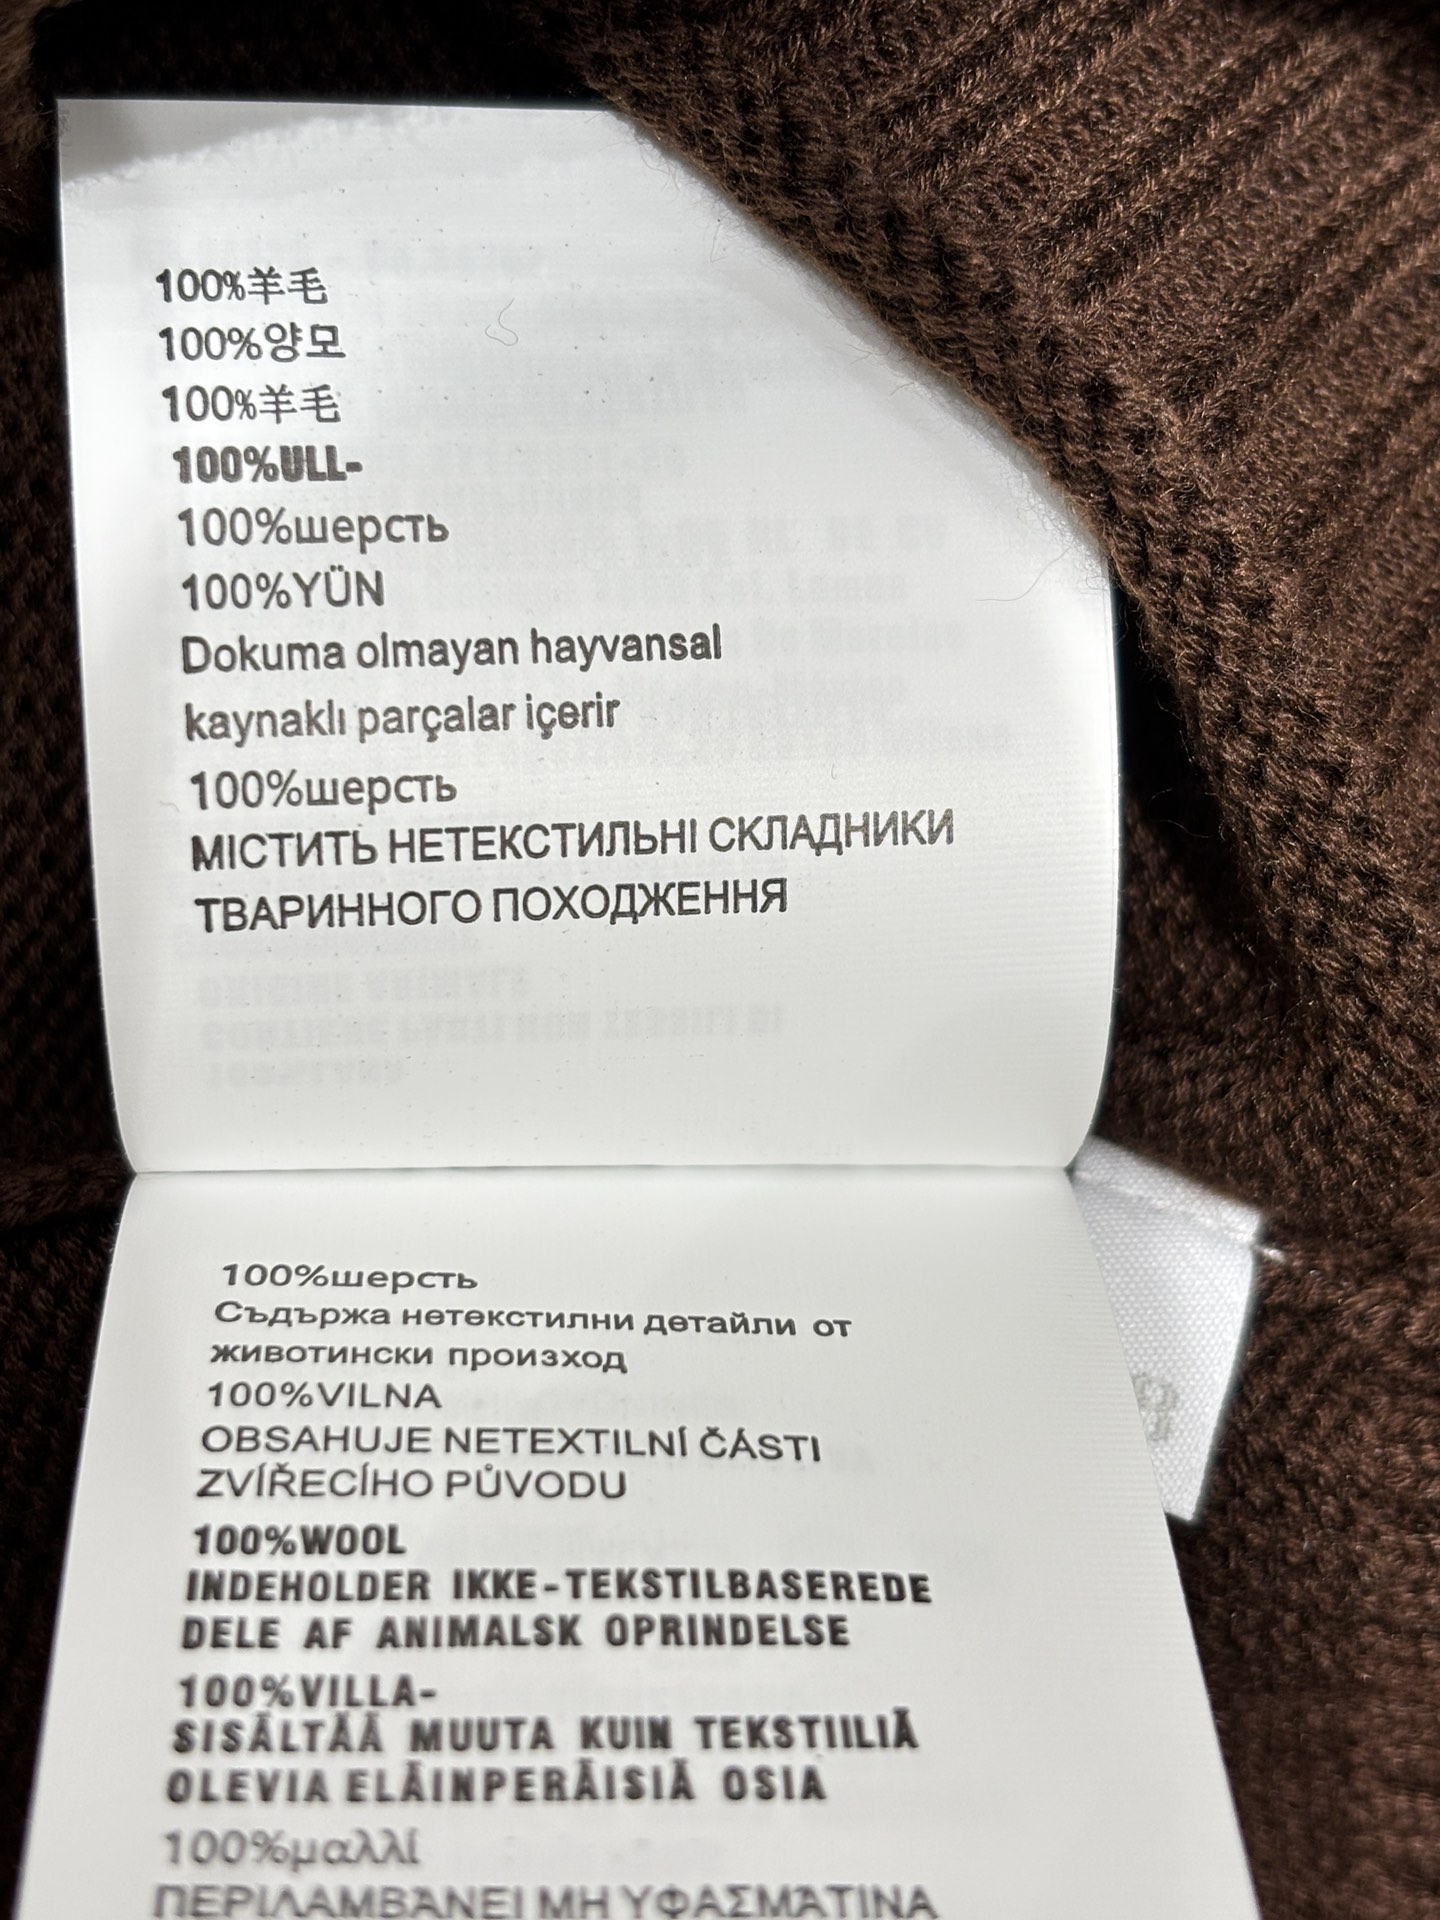 100%羊毛
100%양모
100%羊毛
100%ULL-
100%шерсть
100%YÜN
Dokuma olmayan hayvansal
kaynaklı parçalar içerir
100%шерсть
МІСТИТЬ НЕТЕКСТИЛЬНІ СКЛАДНИКИ
ТВАРИННОГО ПОХОДЖЕННЯ
100%шерсть
Съдържа нетекстилни детайли от
животински произход
100%VILNA
OBSAHUJE NETEXTILNÍ ČÁSTI
ZVÍŘECÍHO PŮVODU
100%WOOL
INDEHOLDER IKKE-TEKSTILBASEREDE
DELE AF ANIMALSK OPRINDELSE
100%VILLA-
SISÄLTÄÄ MUUTA KUIN TEKSTIILIÄ
OLEVIA ELÄINPERÄISIÄ OSIA
100%μαλλί
ΠΕΡΙΛΑΜΒΆΝΕΙ ΜΗ ΥΦΑΣΜΆΤΙΝΑ